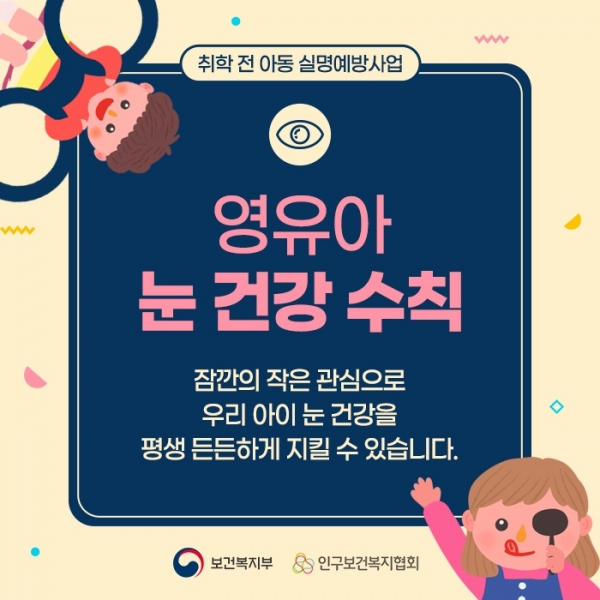 취학 전 아동 실명예방사업
영유아
눈 건강 수칙
잠깐의 작은 관심으로
우리 아이 눈 건강을
평생 든든하게 지킬 수 있습니다.
보건복지부 인구보건복지협회